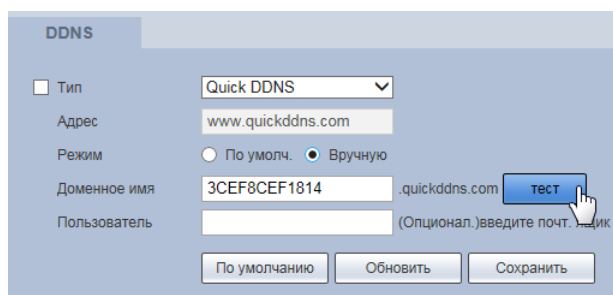 DDNS
Тип Quick DDNS
Адрес www.quickddns.com
Режим По умолч. Вручную
Доменное имя 3CEF8CEF1814 .quickddns.com тест
Пользователь (Опционал.)введите почт.
По умолчанию Обновить Сохранить